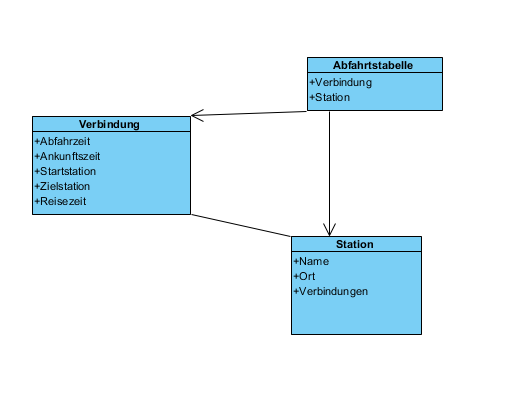 Abfahrtstabelle
+Verbindung
+Station
Verbindung
+Abfahrzeit
+Ankunftszeit
+Startstation
+Zielstation
+Reisezeit
Station
+Name
+Ort
+Verbindungen